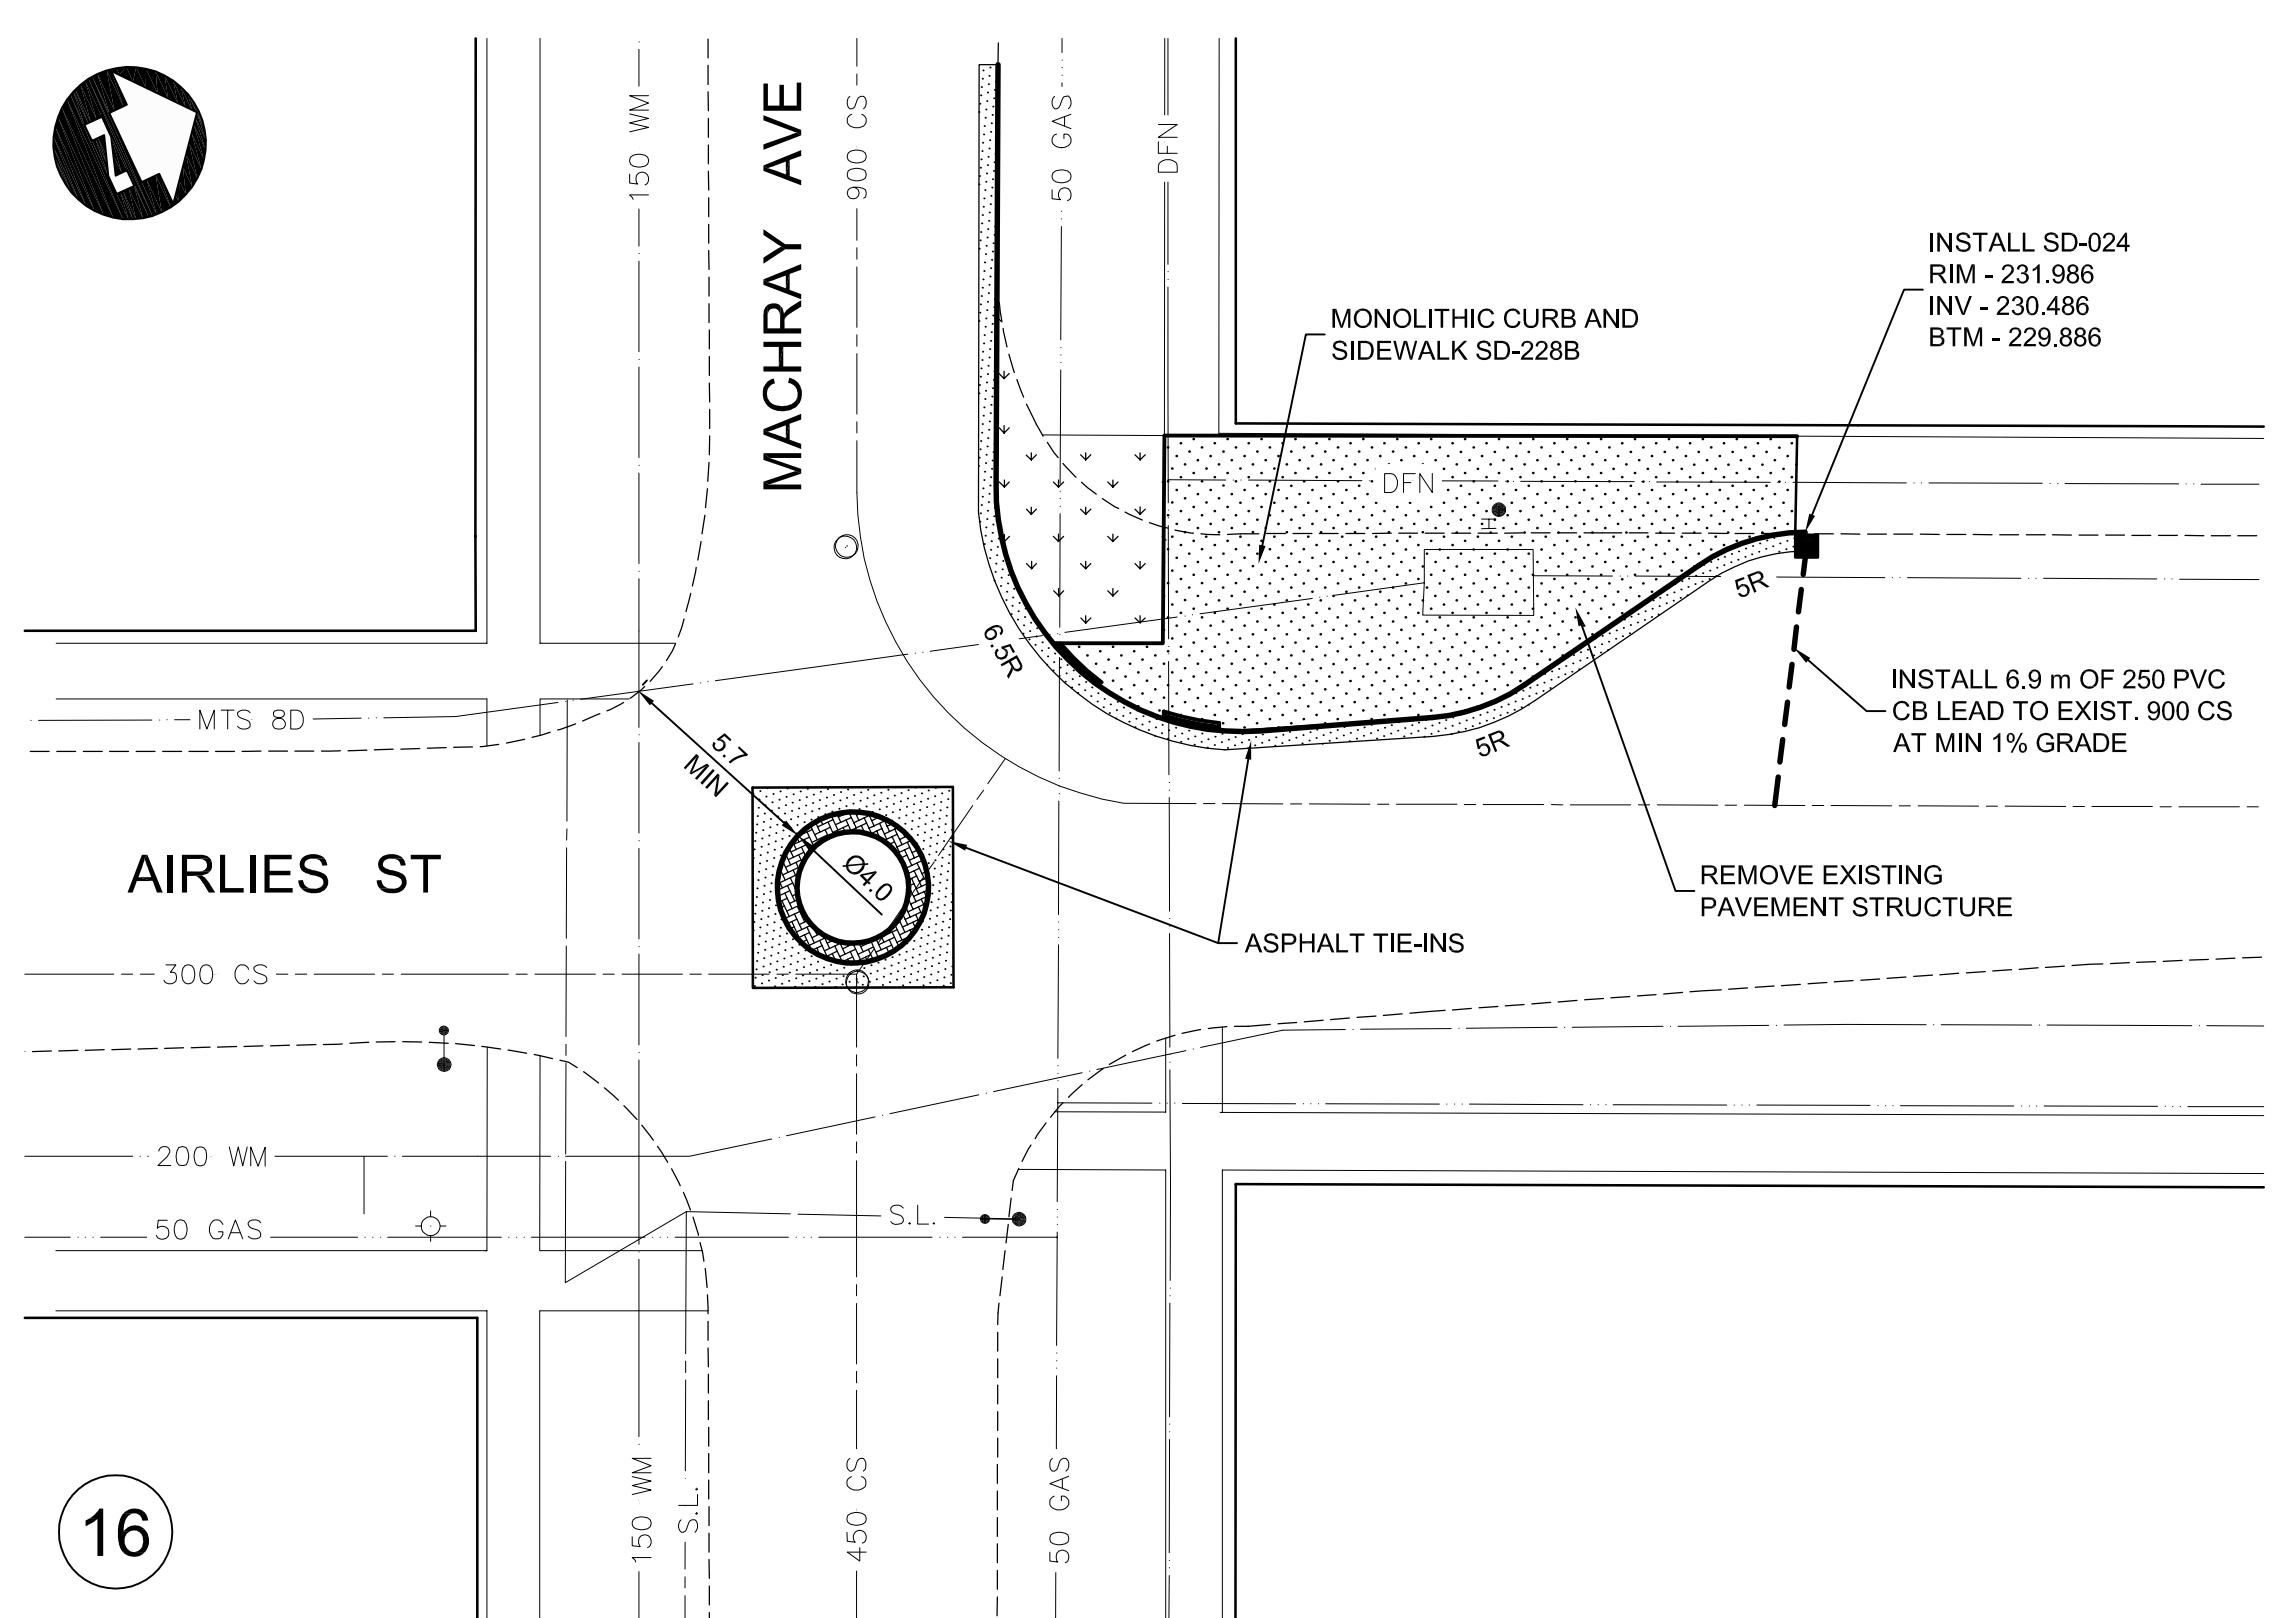 N
150 WM
MACHRAY AVE
900 CS
50 GAS
DFN
INSTALL SD-024
RIM - 231.986
INV - 230.486
BTM - 229.886
MONOLITHIC CURB AND
SIDEWALK SD-228B
DFN
5R
6.5R
5R
INSTALL 6.9 m OF 250 PVC
CB LEAD TO EXIST. 900 CS
AT MIN 1% GRADE
MTS 8D
5.7
MIN
Ø4.0
AIRLIES ST
REMOVE EXISTING
PAVEMENT STRUCTURE
ASPHALT TIE-INS
300 CS
200 WM
50 GAS
S.L.
150 WM
S.L.
450 CS
50 GAS
16